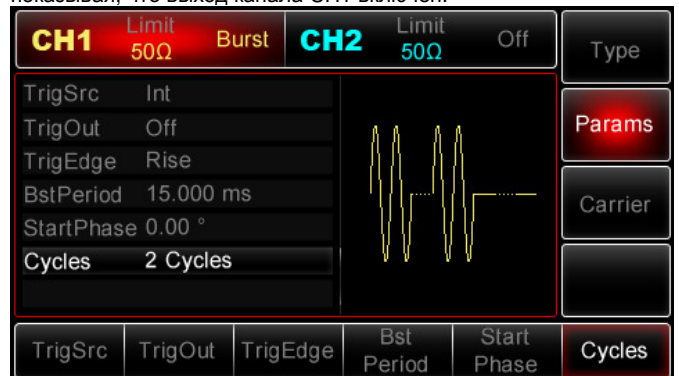 показывал, что выход канала CH1 включен.
CH1 Limit 50Ω Burst CH2 Limit 50Ω Off
Type
TrigSrc Int
TrigOut Off
Params
TrigEdge Rise
BstPeriod 15.000 ms
Carrier
StartPhase 0.00 °
Cycles 2 Cycles
TrigSrc TrigOut TrigEdge Bst Period Start Phase Cycles